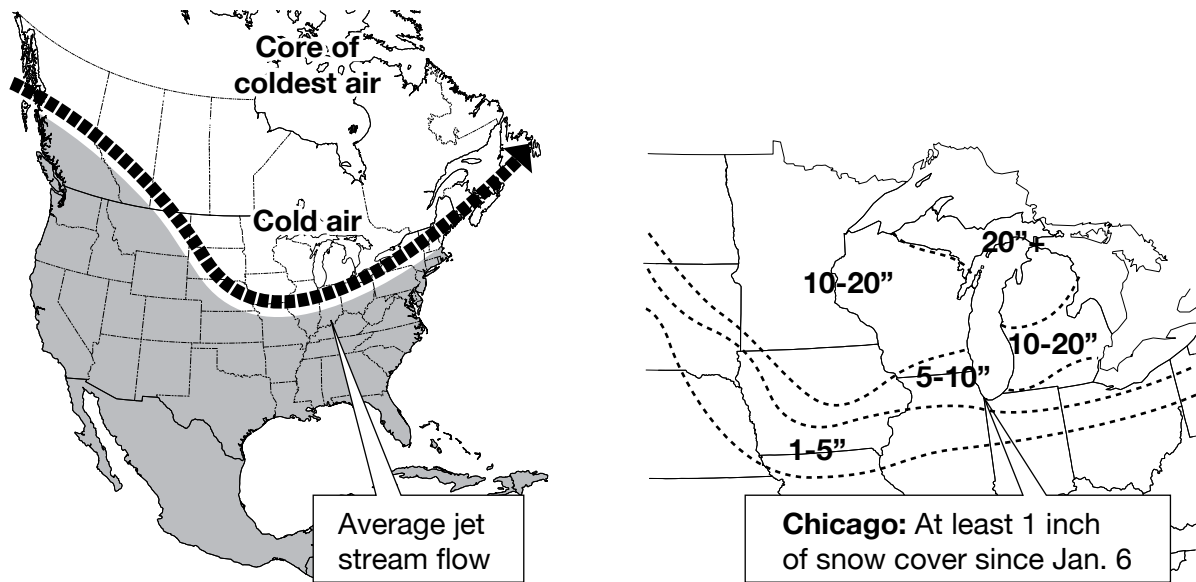 Core of
coldest air
Cold air
Average jet
stream flow
20”+
10-20”
10-20”
5-10”
1-5”
Chicago: At least 1 inch
of snow cover since Jan. 6